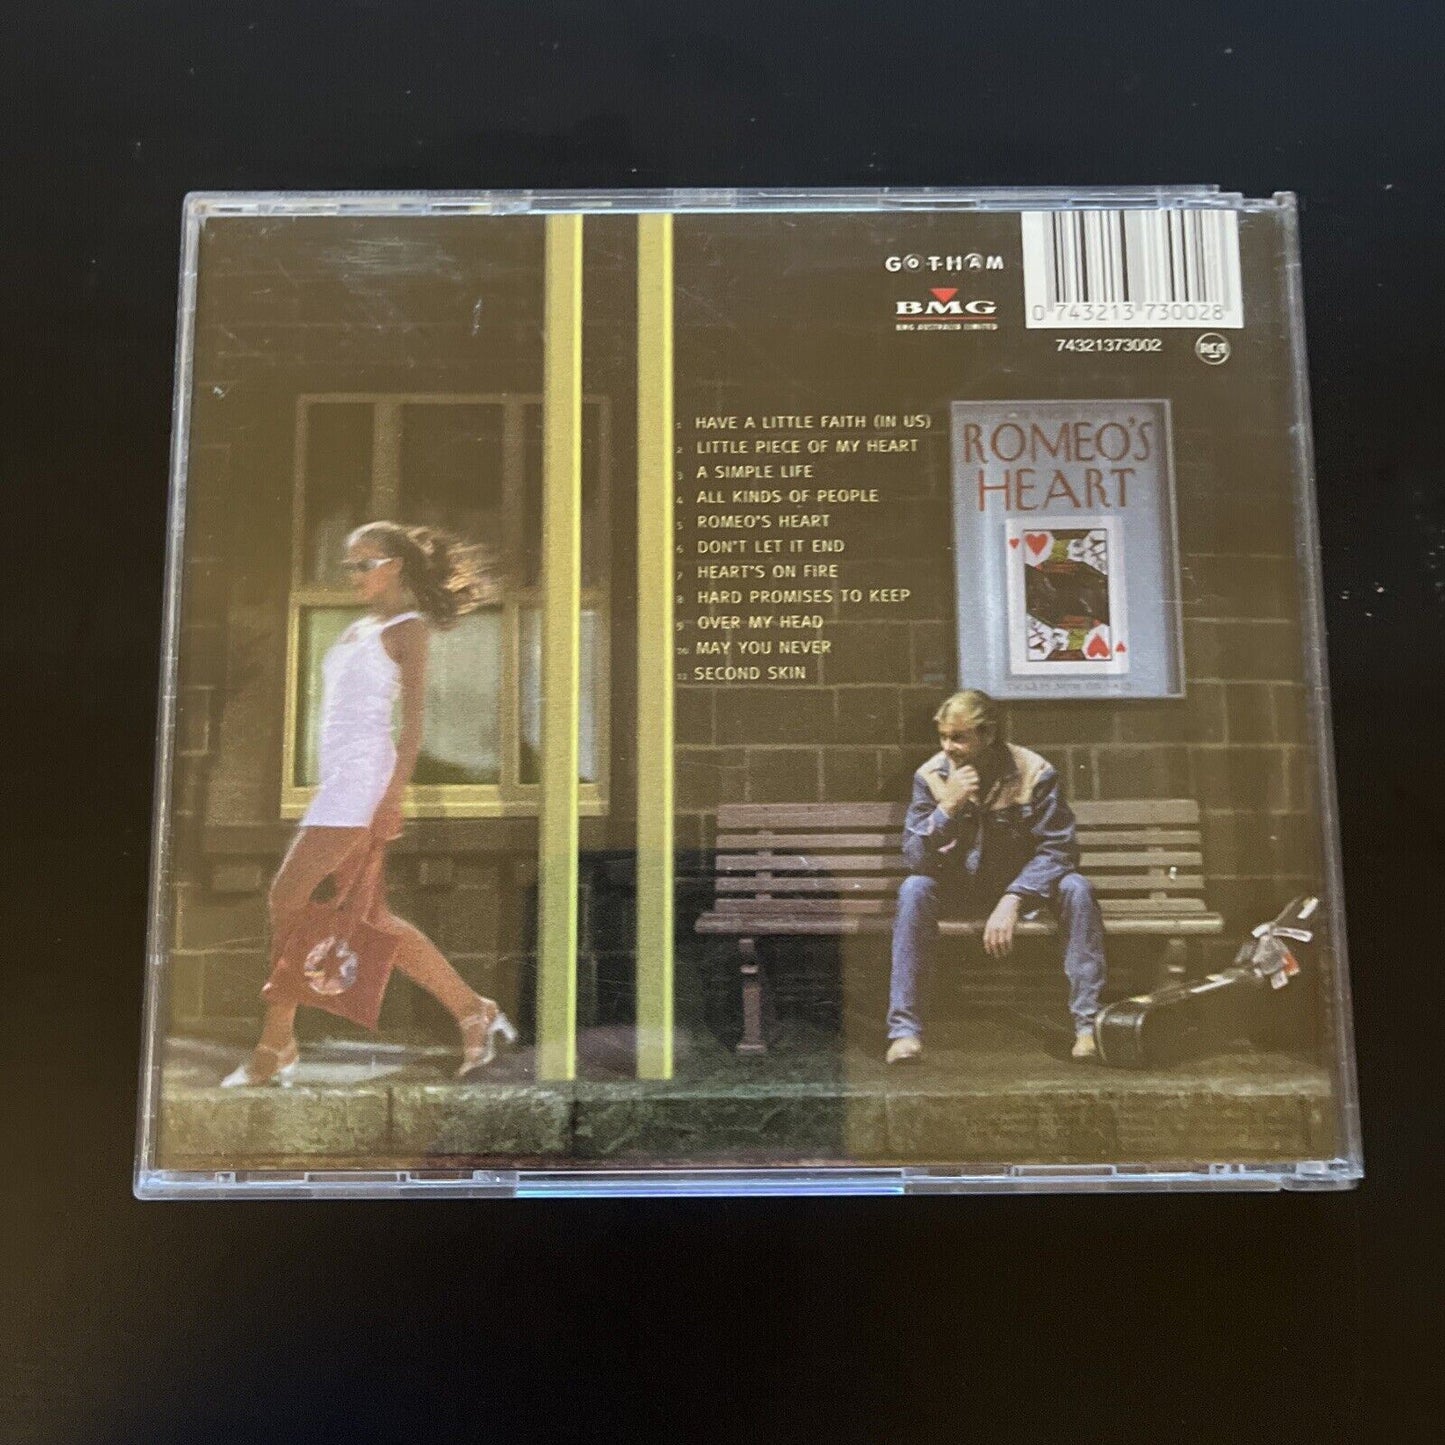 GOTHAM
BMG
BMG AUSTRALIA LIMITED
0 743213 730028
74321373002
RCA
1 HAVE A LITTLE FAITH (IN US)
2 LITTLE PIECE OF MY HEART
3 A SIMPLE LIFE
4 ALL KINDS OF PEOPLE
5 ROMEO'S HEART
6 DON'T LET IT END
7 HEART'S ON FIRE
8 HARD PROMISES TO KEEP
9 OVER MY HEAD
10 MAY YOU NEVER
11 SECOND SKIN
ROMEO'S
HEART